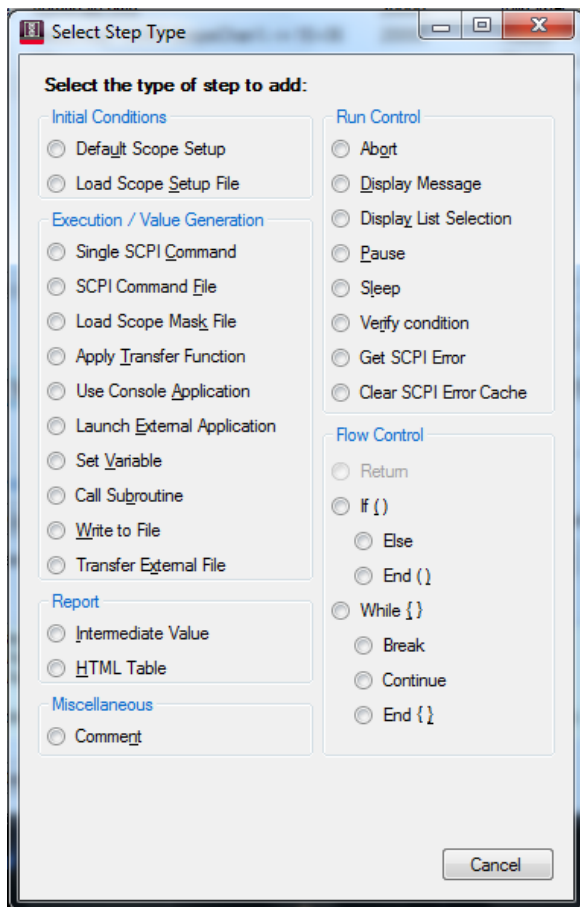 Select Step Type
Select the type of step to add:
Initial Conditions
Default Scope Setup
Load Scope Setup File
Execution / Value Generation
Single SCPI Command
SCPI Command File
Load Scope Mask File
Apply Transfer Function
Use Console Application
Launch External Application
Set Variable
Call Subroutine
Write to File
Transfer External File
Report
Intermediate Value
HTML Table
Miscellaneous
Comment
Run Control
Abort
Display Message
Display List Selection
Pause
Sleep
Verify condition
Get SCPI Error
Clear SCPI Error Cache
Flow Control
Return
If ( )
Else
End ( )
While { }
Break
Continue
End { }
Cancel